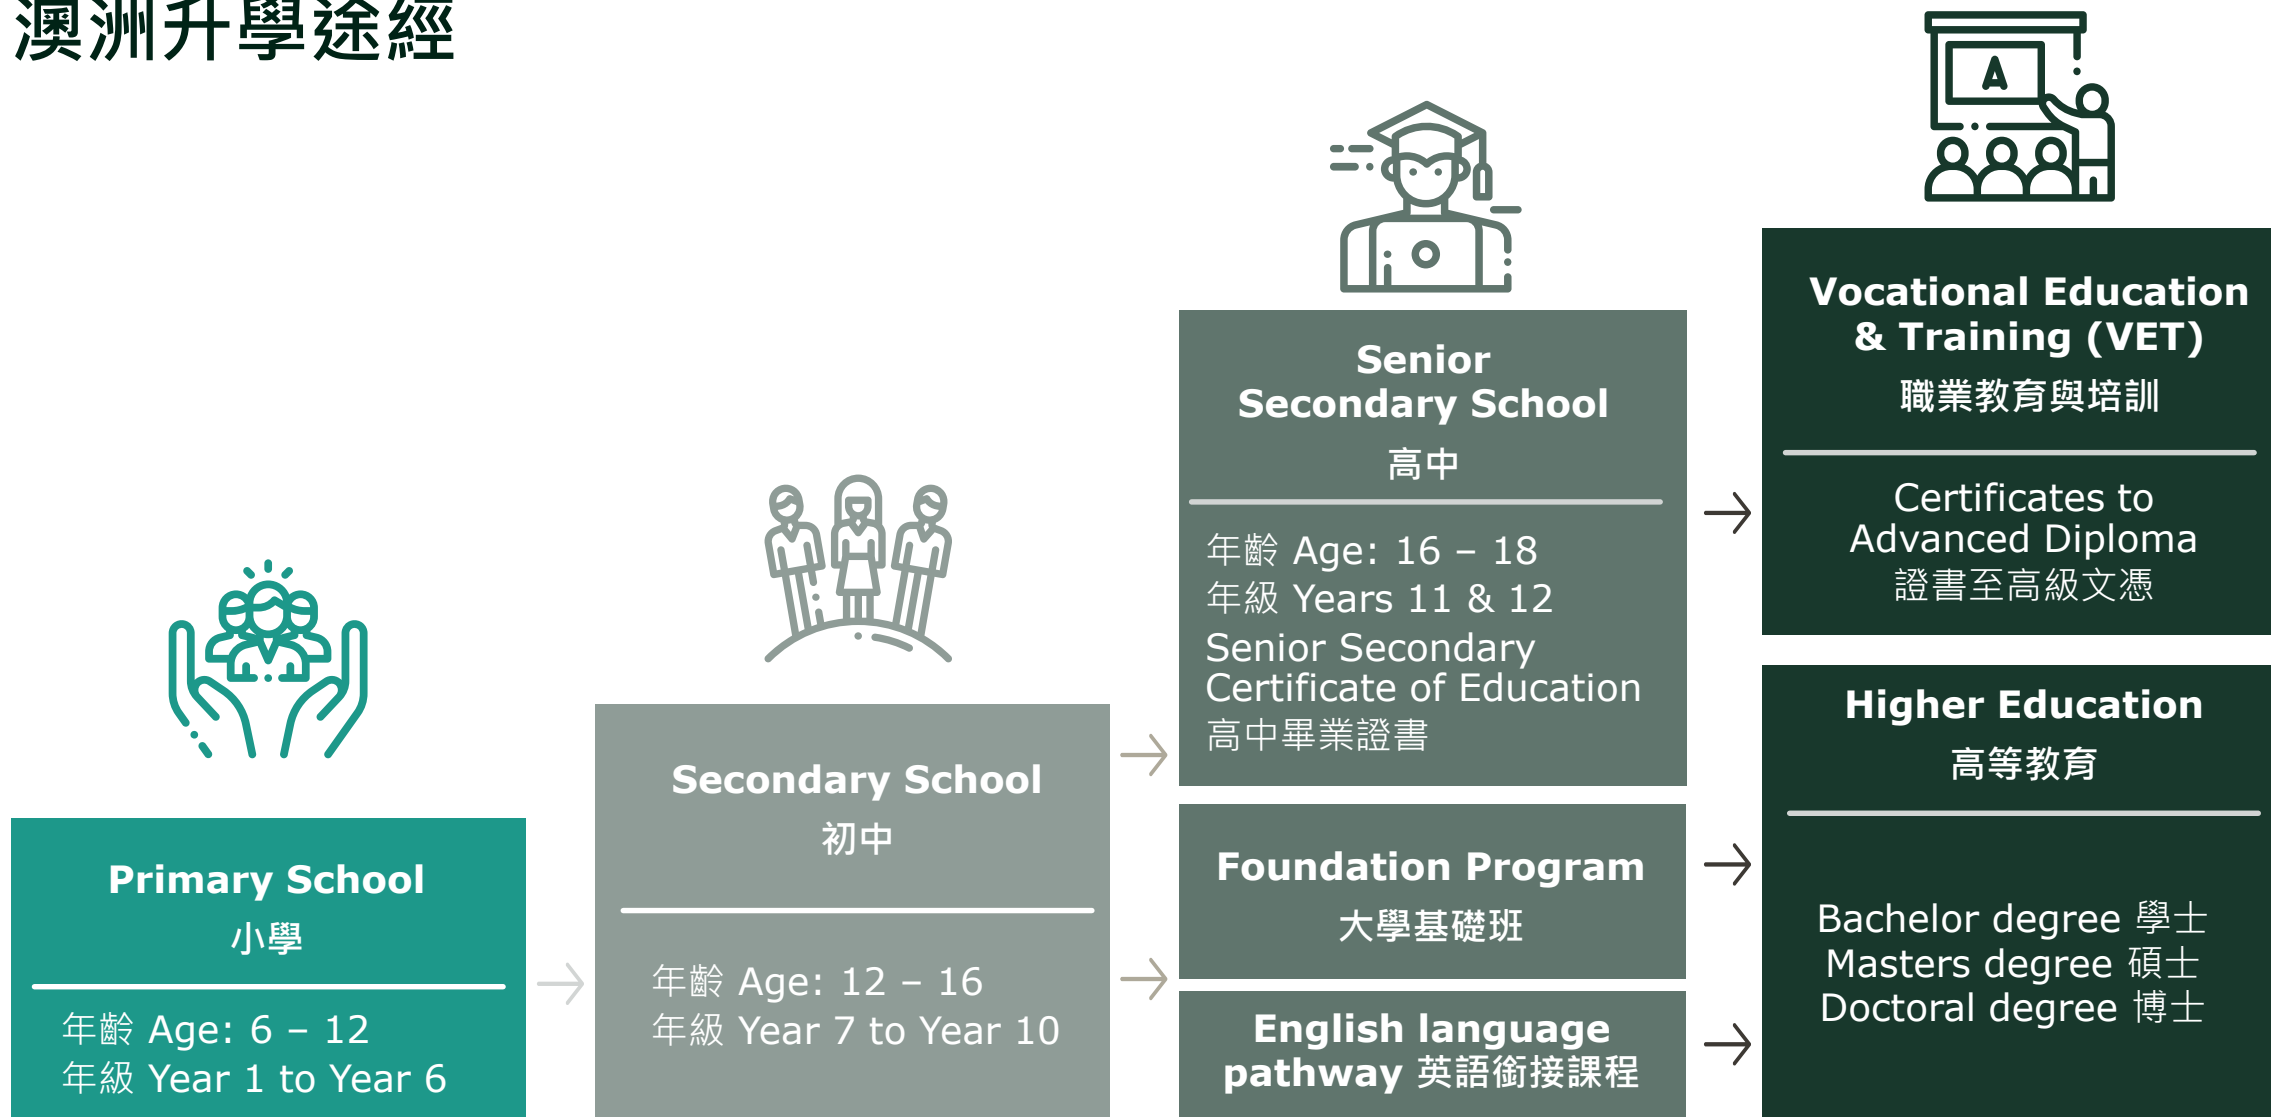 澳洲升學途經
Primary School
小學
年齡 Age: 6 – 12
年級 Year 1 to Year 6
Secondary School
初中
年齡 Age: 12 – 16
年級 Year 7 to Year 10
Senior
Secondary School
高中
年齡 Age: 16 – 18
年級 Years 11 & 12
Senior Secondary
Certificate of Education
高中畢業證書
Foundation Program
大學基礎班
English language
pathway 英語銜接課程
A
Vocational Education
& Training (VET)
職業教育與培訓
Certificates to
Advanced Diploma
證書至高級文憑
Higher Education
高等教育
Bachelor degree 學士
Masters degree 碩士
Doctoral degree 博士